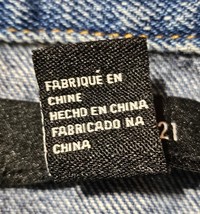 FABRIQUÉ EN
CHINE
HECHO EN CHINA
FABRICADO NA
CHINA
21